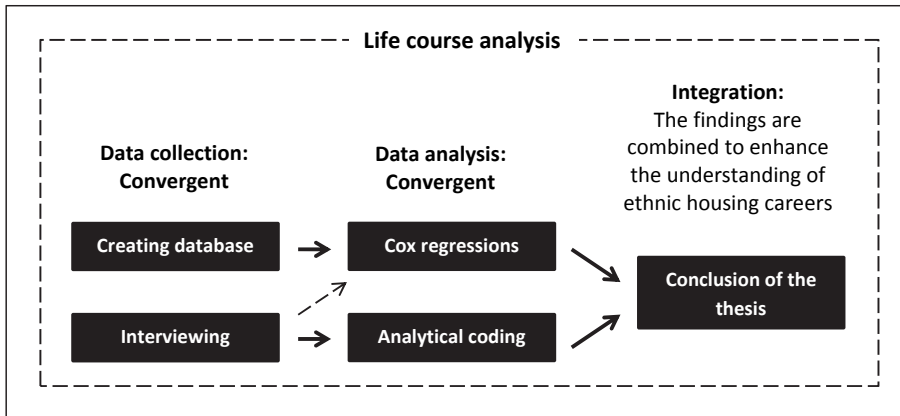 Life course analysis
Integration:
The findings are
combined to enhance
the understanding of
ethnic housing careers
Data collection:
Convergent
Data analysis:
Convergent
Creating database
Cox regressions
Conclusion of the
thesis
Interviewing
Analytical coding